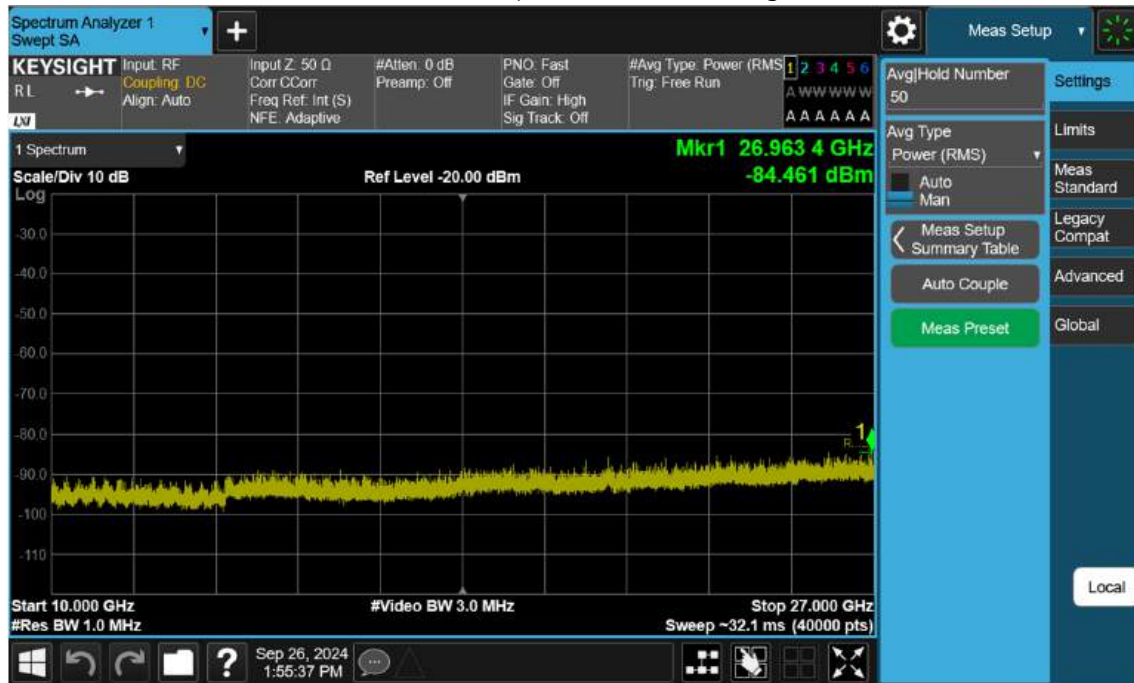 Spectrum Analyzer 1
Swept SA
+
Meas Setup
KEYSIGHT
RL
LXI
Input: RF
Coupling: DC
Align: Auto
Input Z: 50 Ω
Corr CCorr
Freq Ref: Int (S)
NFE: Adaptive
#Atten: 0 dB
Preamp: Off
PNO: Fast
Gate: Off
IF Gain: High
Sig Track: Off
#Avg Type: Power (RMS
Trig: Free Run
1 2 3 4 5 6
A W W W W W
A A A A A A
1 Spectrum
Scale/Div 10 dB
Log
Ref Level -20.00 dBm
Mkr1 26.963 4 GHz
-84.461 dBm
-30.0
-40.0
-50.0
-60.0
-70.0
-80.0
-90.0
-100
-110
1
Start 10.000 GHz
#Res BW 1.0 MHz
#Video BW 3.0 MHz
Stop 27.000 GHz
Sweep ~32.1 ms (40000 pts)
Avg|Hold Number
50
Avg Type
Power (RMS)
Auto
Man
Meas Setup
Summary Table
Auto Couple
Meas Preset
Settings
Limits
Meas
Standard
Legacy
Compat
Advanced
Global
Local
?
Sep 26, 2024
1:55:37 PM